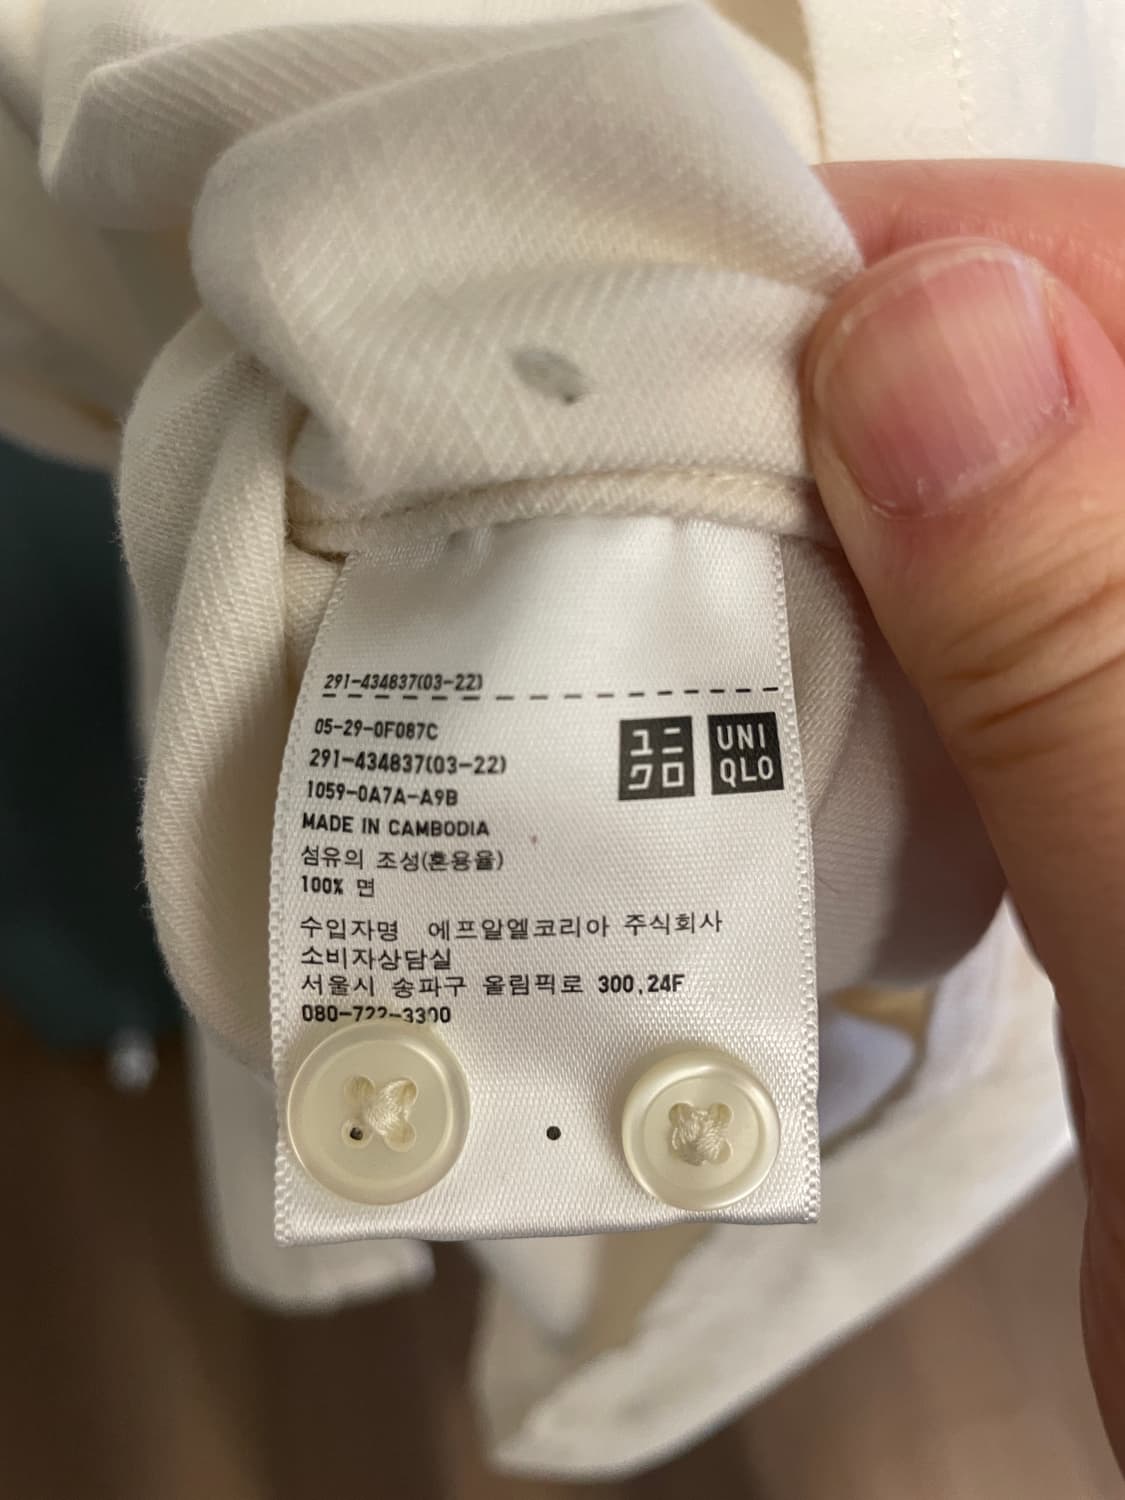 291-434837(03-22)
05-29-0F087C
291-434837(03-22)
1059-0A7A-A9B
MADE IN CAMBODIA
섬유의 조성(혼용율)
100% 면
수입자명 에프알엘코리아 주식회사
소비자상담실
서울시 송파구 올림픽로 300,24F
080-722-3300
ユニ
クロ
UNI
QLO